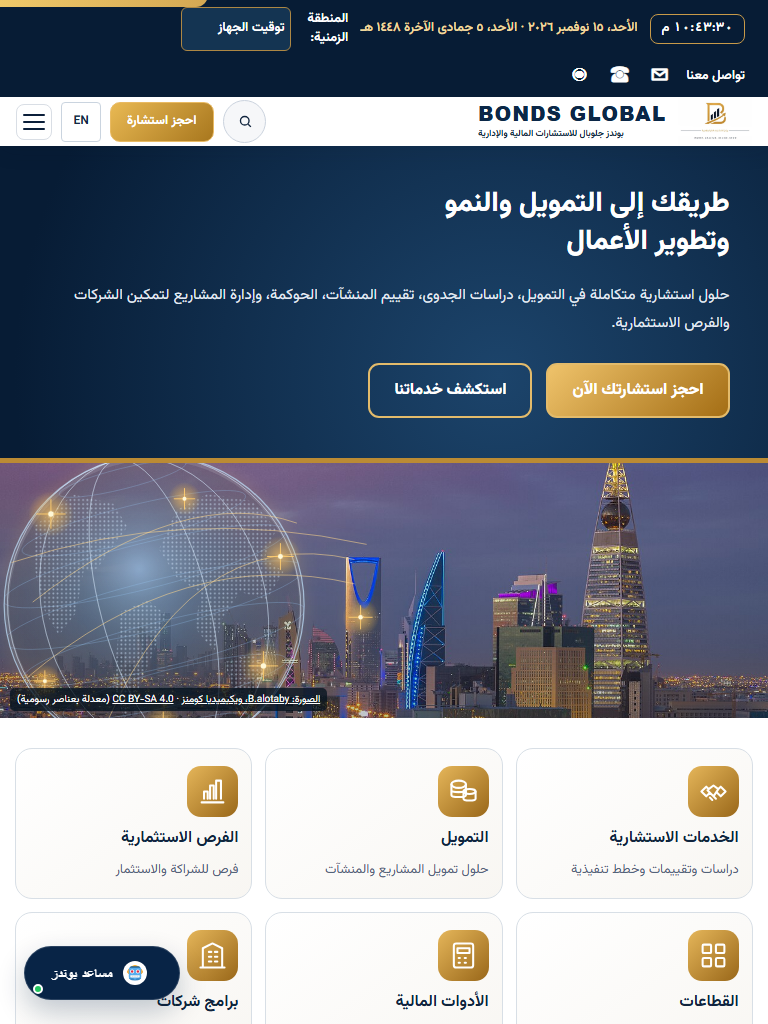 ١٠:٤٣:٣٠ م
الأحد، ١٥ نوفمبر ٢٠٢٦ · الأحد، ٥ جمادى الآخرة ١٤٤٨ هـ
المنطقة الزمنية:
توقيت الجهاز
تواصل معنا
BONDS GLOBAL
بوندز جلوبال للاستشارات المالية والإدارية
احجز استشارة
EN
طريقك إلى التمويل والنمو
وتطوير الأعمال
حلول استشارية متكاملة في التمويل، دراسات الجدوى، تقييم المنشآت، الحوكمة، وإدارة المشاريع لتمكين الشركات
والفرص الاستثمارية.
احجز استشارتك الآن
استكشف خدماتنا
الصورة: B.alotaby، ويكيميديا كومنز · CC BY-SA 4.0 (معدلة بعناصر رسومية)
الخدمات الاستشارية
دراسات وتقييمات وخطط تنفيذية
التمويل
حلول تمويل المشاريع والمنشآت
الفرص الاستثمارية
فرص للشراكة والاستثمار
القطاعات
الأدوات المالية
برامج شركات
مساعد بوندز